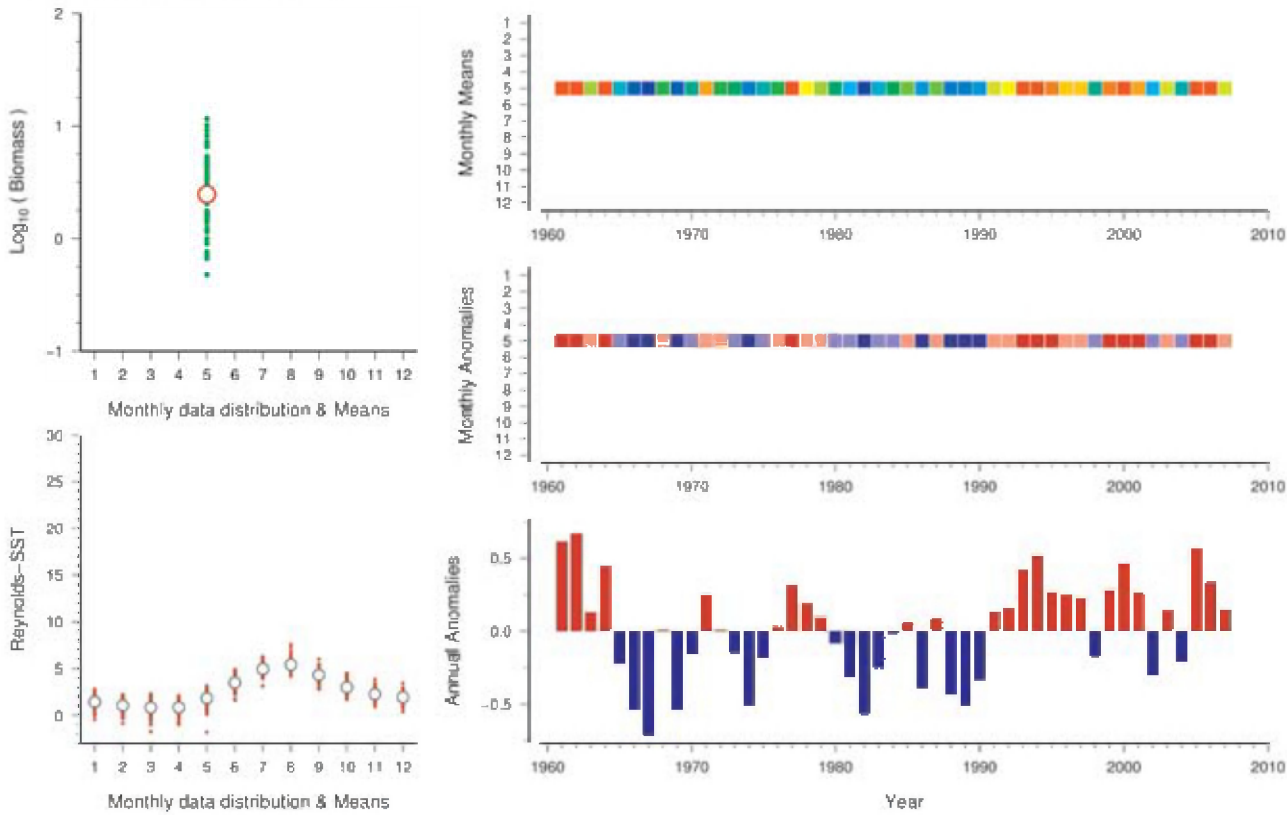 2
1
0
−1
Log10 ( Biomass )
1 2 3 4 5 6 7 8 9 10 11 12
Monthly data distribution & Means
30
25
20
15
10
5
0
Reynolds−SST
1 2 3 4 5 6 7 8 9 10 11 12
Monthly data distribution & Means
Monthly Means
1
2
3
4
5
6
7
8
9
10
11
12
1960 1970 1980 1990 2000 2010
Monthly Anomalies
1
2
3
4
5
6
7
8
9
10
11
12
1960 1970 1980 1990 2000 2010
Annual Anomalies
0.5
0.0
−0.5
1960 1970 1980 1990 2000 2010
Year